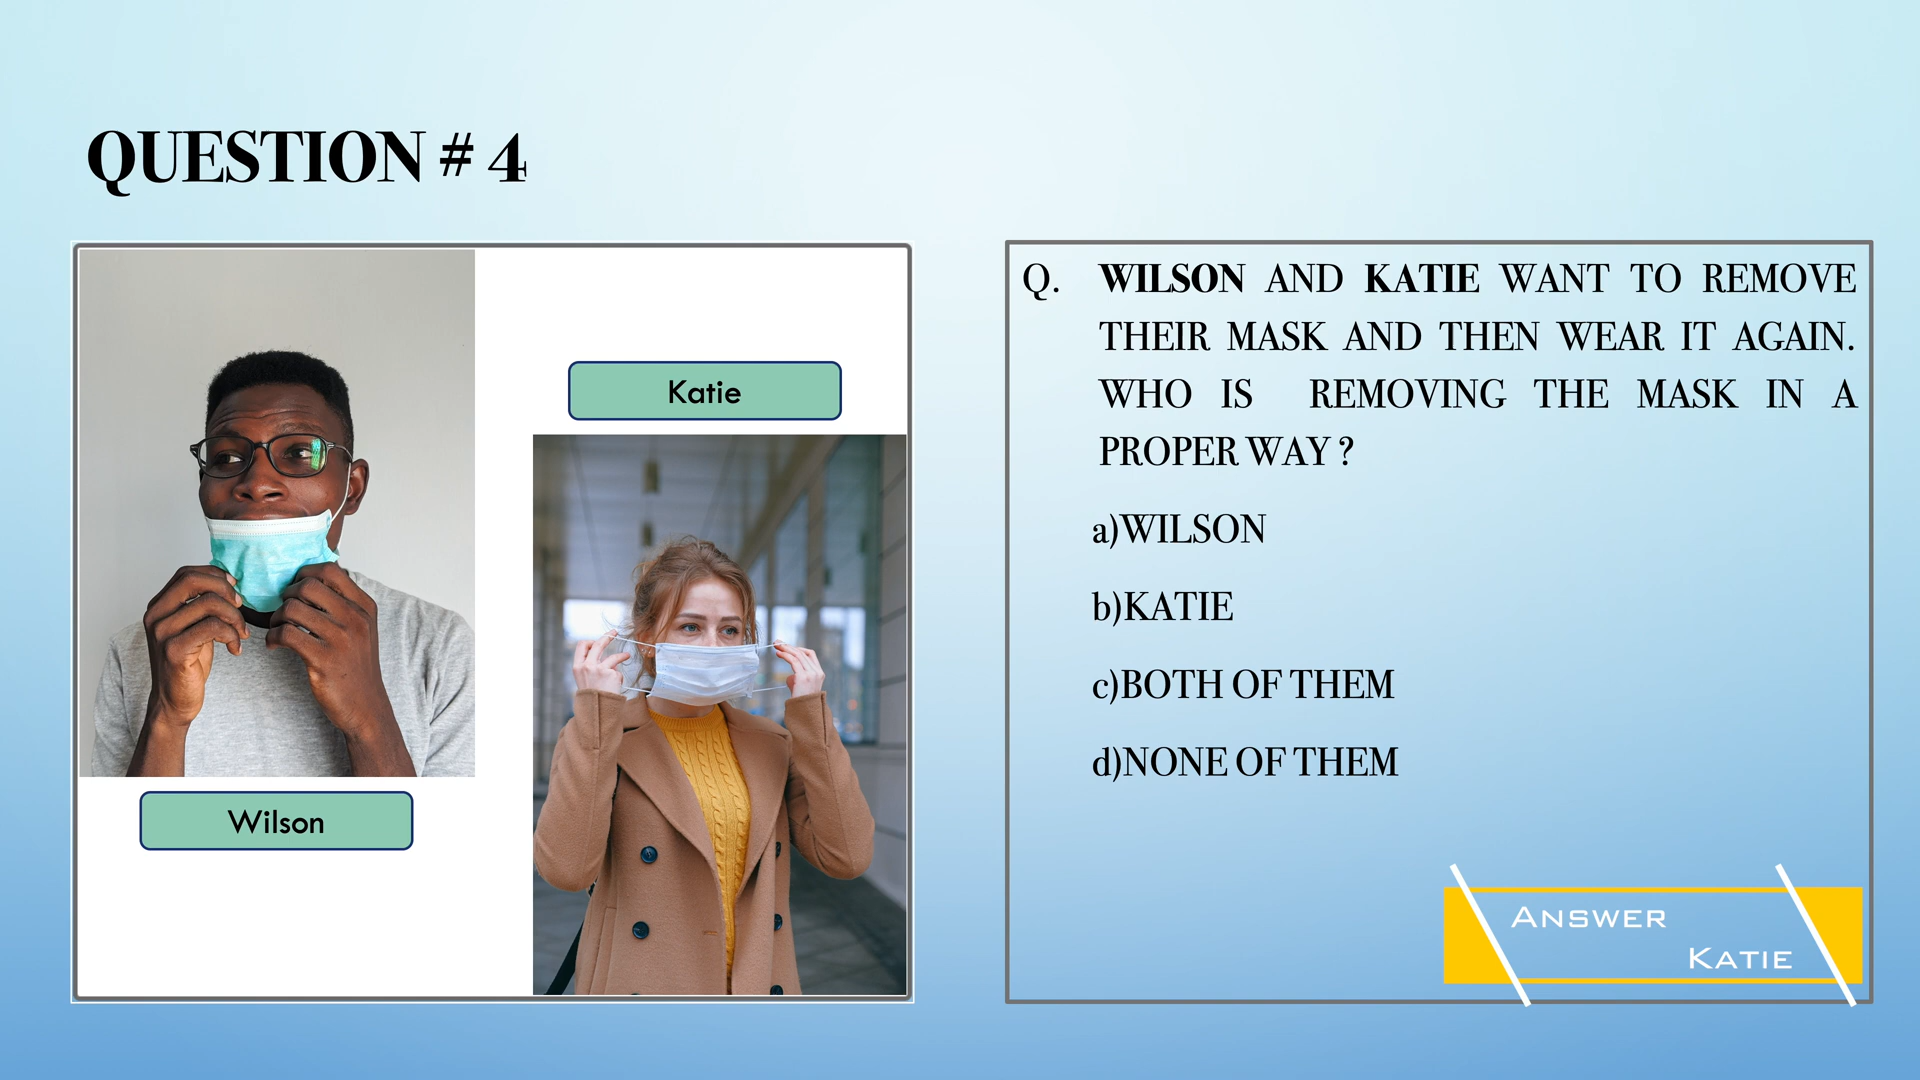 QUESTION # 4
Katie
Wilson
Q. WILSON AND KATIE WANT TO REMOVE
THEIR MASK AND THEN WEAR IT AGAIN.
WHO IS REMOVING THE MASK IN A
PROPER WAY ?
a)WILSON
b)KATIE
c)BOTH OF THEM
d)NONE OF THEM
ANSWER
KATIE